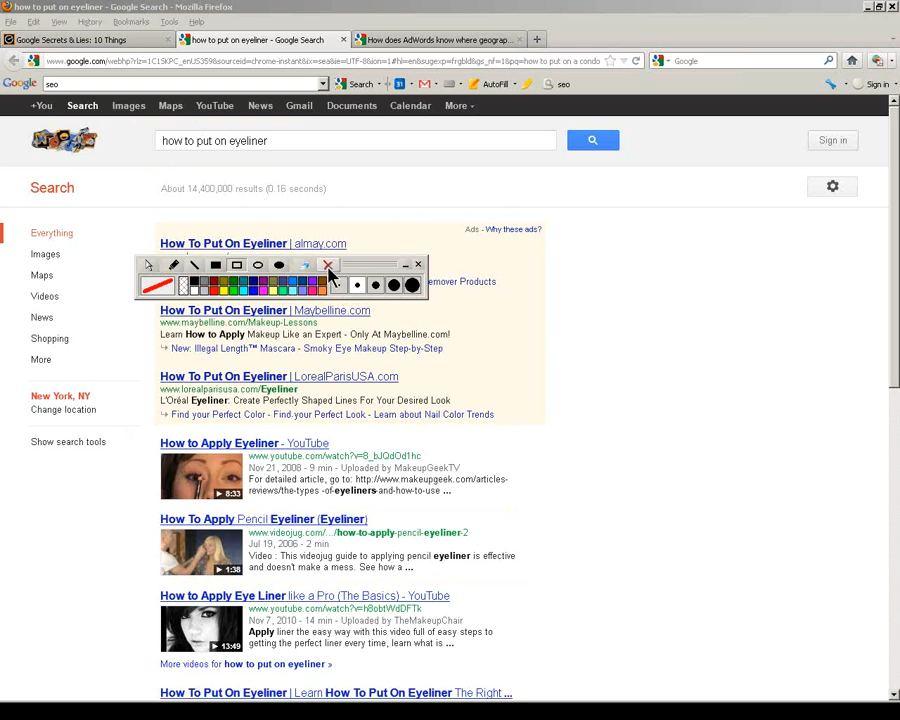 how to put on eyeliner - Google Search - Mozilla Firefox
File Edit View History Bookmarks Tools Help
Google Secrets & Lies: 10 Things
how to put on eyeliner - Google Search
How does AdWords know where geograp...
www.google.com/webhp?rlz=1C1SKPC_enUS359&sourceid=chrome-instant&ix=sea&ie=UTF-8&ion=1#hl=en&sugexp=frgbld&gs_nf=1&pq=how to put on a condo
Google
Google seo Search AutoFill seo Sign in
+You Search Images Maps YouTube News Gmail Documents Calendar More
how to put on eyeliner
Sign in
Search
About 14,400,000 results (0.16 seconds)
Everything
Images
Maps
Videos
News
Shopping
More
New York, NY
Change location
Show search tools
Ads - Why these ads?
How To Put On Eyeliner | almay.com
emover Products
How To Put On Eyeliner | Maybelline.com
www.maybelline.com/Makeup-Lessons
Learn How to Apply Makeup Like an Expert - Only At Maybelline.com!
New: Illegal Length™ Mascara - Smoky Eye Makeup Step-by-Step
How To Put On Eyeliner | LorealParisUSA.com
www.lorealparisusa.com/Eyeliner
L'Oréal Eyeliner: Create Perfectly Shaped Lines For Your Desired Look
Find your Perfect Color - Find your Perfect Look - Learn about Nail Color Trends
How to Apply Eyeliner - YouTube
www.youtube.com/watch?v=8_bJQdOd1hc
Nov 21, 2008 - 9 min - Uploaded by MakeupGeekTV
For detailed article, go to: http://www.makeupgeek.com/articles-
reviews/the-types -of-eyeliners-and-how-to-use ...
8:33
How To Apply Pencil Eyeliner (Eyeliner)
www.videojug.com/.../how-to-apply-pencil-eyeliner-2
Jul 19, 2006 - 2 min
Video : This videojug guide to applying pencil eyeliner is effective
and doesn't make a mess. See how a ...
1:38
How to Apply Eye Liner like a Pro (The Basics) - YouTube
www.youtube.com/watch?v=h8obtWdDFTk
Nov 7, 2010 - 14 min - Uploaded by TheMakeupChair
Apply liner the easy way with this video full of easy steps to
getting the perfect liner every time, learn what is ...
13:49
More videos for how to put on eyeliner »
How To Put On Eyeliner | Learn How To Put On Eyeliner The Right ...